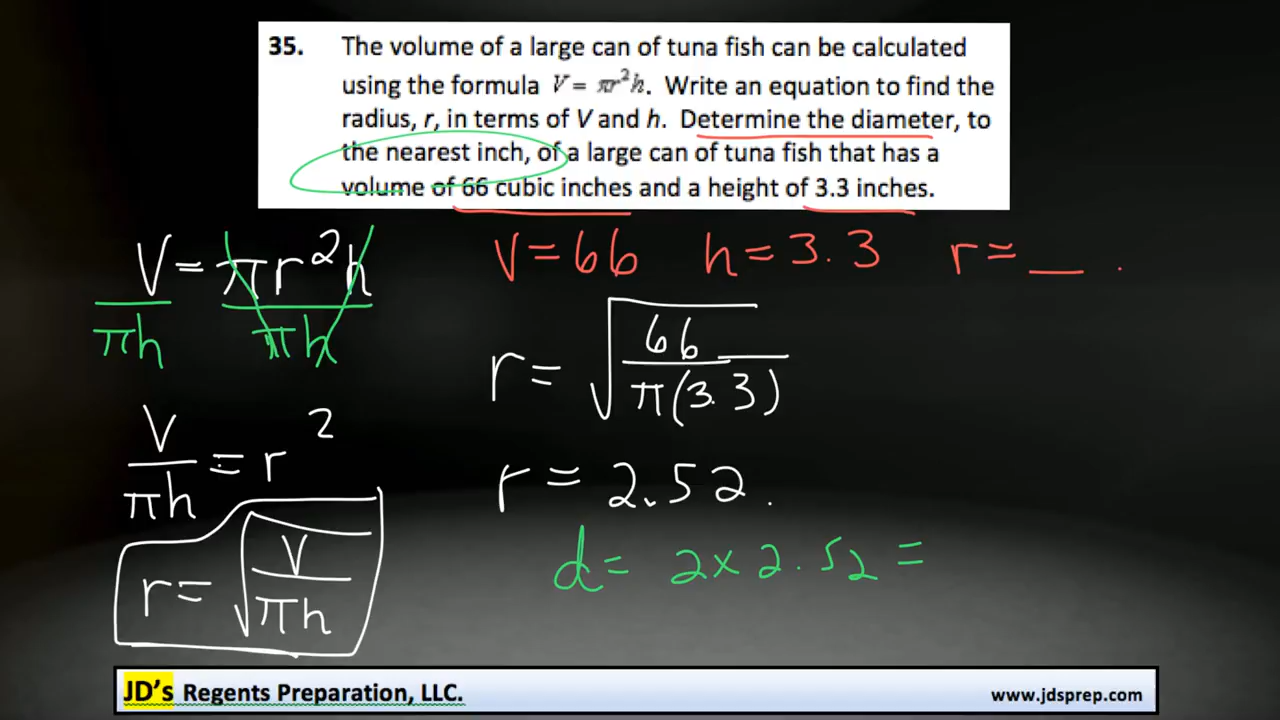 35. The volume of a large can of tuna fish can be calculated
using the formula V = πr²h. Write an equation to find the
radius, r, in terms of V and h. Determine the diameter, to
the nearest inch, of a large can of tuna fish that has a
volume of 66 cubic inches and a height of 3.3 inches.
V = πr²h
πh πh
V/πh = r²
r = √(V/πh)
V = 66 h = 3.3 r = __ .
r = √(66/π(3.3))
r = 2.52.
d = 2 × 2.52 =
JD's Regents Preparation, LLC.
www.jdsprep.com